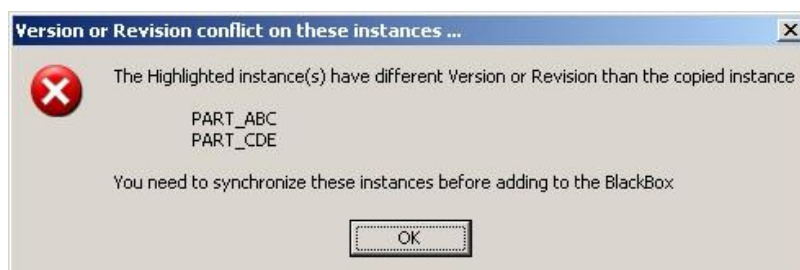 Version or Revision conflict on these instances ...
The Highlighted instance(s) have different Version or Revision than the copied instance
PART_ABC
PART_CDE
You need to synchronize these instances before adding to the BlackBox
OK